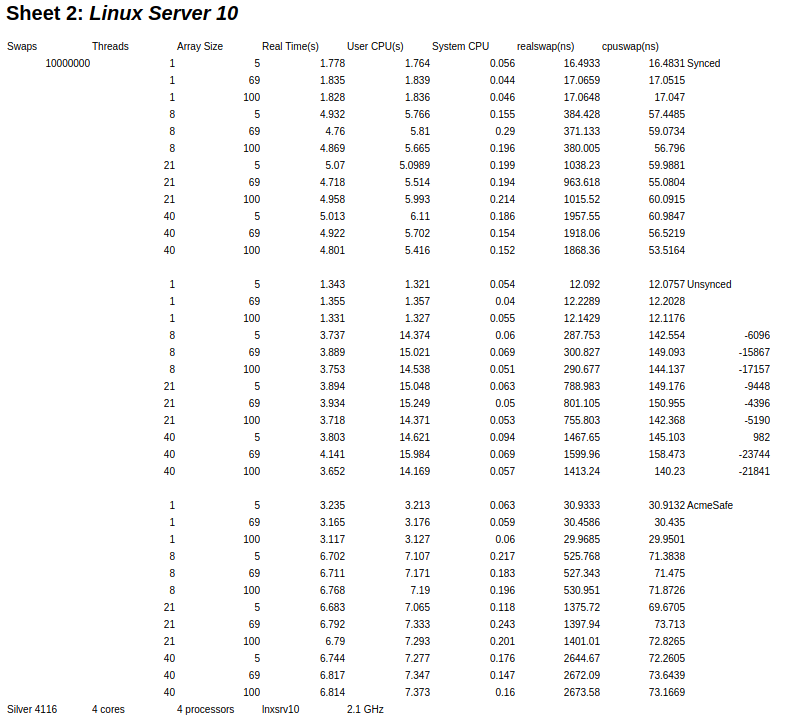 Sheet 2: Linux Server 10
Swaps Threads Array Size Real Time(s) User CPU(s) System CPU realswap(ns) cpuswap(ns)
10000000 1 5 1.778 1.764 0.056 16.4933 16.4831 Synced
1 69 1.835 1.839 0.044 17.0659 17.0515
1 100 1.828 1.836 0.046 17.0648 17.047
8 5 4.932 5.766 0.155 384.428 57.4485
8 69 4.76 5.81 0.29 371.133 59.0734
8 100 4.869 5.665 0.196 380.005 56.796
21 5 5.07 5.0989 0.199 1038.23 59.9881
21 69 4.718 5.514 0.194 963.618 55.0804
21 100 4.958 5.993 0.214 1015.52 60.0915
40 5 5.013 6.11 0.186 1957.55 60.9847
40 69 4.922 5.702 0.154 1918.06 56.5219
40 100 4.801 5.416 0.152 1868.36 53.5164
1 5 1.343 1.321 0.054 12.092 12.0757 Unsynced
1 69 1.355 1.357 0.04 12.2289 12.2028
1 100 1.331 1.327 0.055 12.1429 12.1176
8 5 3.737 14.374 0.06 287.753 142.554 -6096
8 69 3.889 15.021 0.069 300.827 149.093 -15867
8 100 3.753 14.538 0.051 290.677 144.137 -17157
21 5 3.894 15.048 0.063 788.983 149.176 -9448
21 69 3.934 15.249 0.05 801.105 150.955 -4396
21 100 3.718 14.371 0.053 755.803 142.368 -5190
40 5 3.803 14.621 0.094 1467.65 145.103 982
40 69 4.141 15.984 0.069 1599.96 158.473 -23744
40 100 3.652 14.169 0.057 1413.24 140.23 -21841
1 5 3.235 3.213 0.063 30.9333 30.9132 AcmeSafe
1 69 3.165 3.176 0.059 30.4586 30.435
1 100 3.117 3.127 0.06 29.9685 29.9501
8 5 6.702 7.107 0.217 525.768 71.3838
8 69 6.711 7.171 0.183 527.343 71.475
8 100 6.768 7.19 0.196 530.951 71.8726
21 5 6.683 7.065 0.118 1375.72 69.6705
21 69 6.792 7.333 0.243 1397.94 73.713
21 100 6.79 7.293 0.201 1401.01 72.8265
40 5 6.744 7.277 0.176 2644.67 72.2605
40 69 6.817 7.347 0.147 2672.09 73.6439
40 100 6.814 7.373 0.16 2673.58 73.1669
Silver 4116 4 cores 4 processors lnxsrv10 2.1 GHz